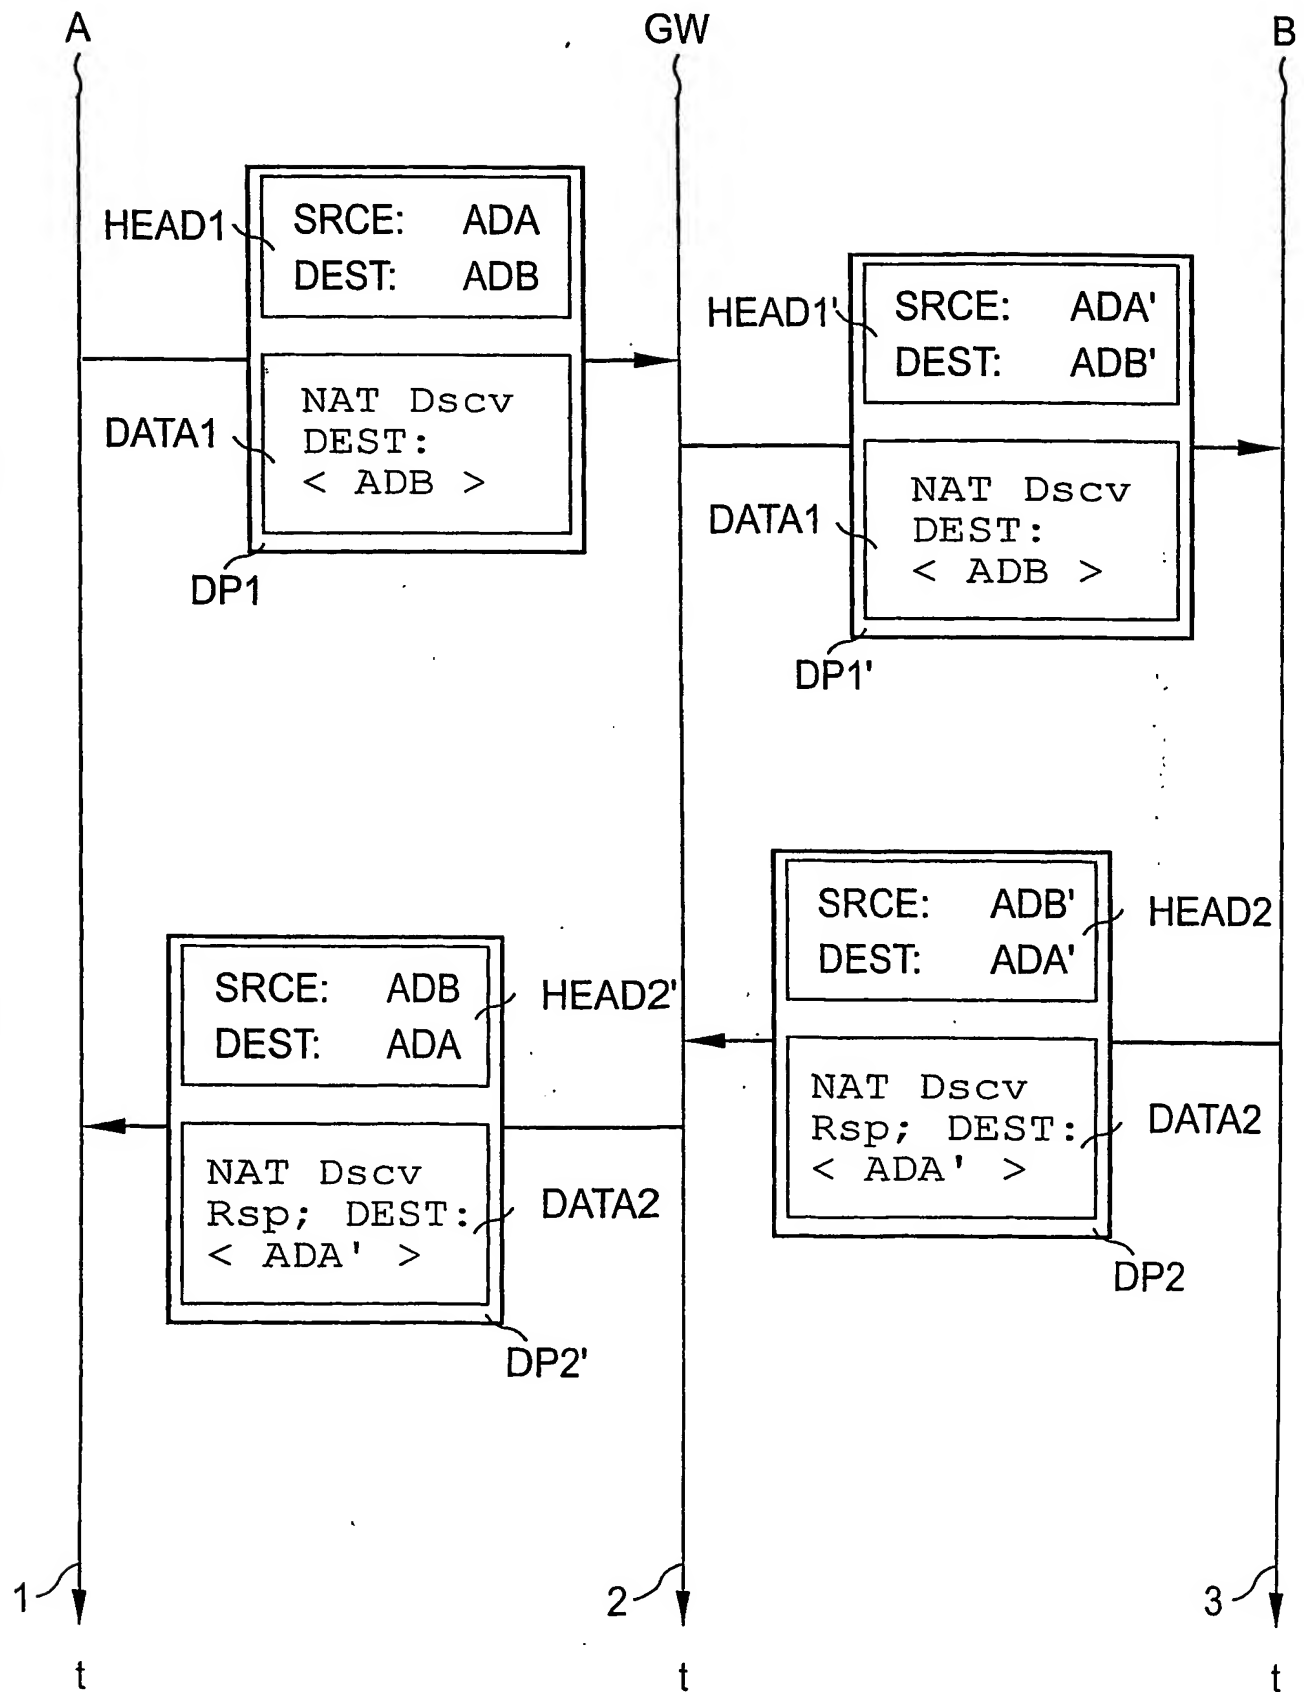 A
GW
B
HEAD1
SRCE: ADA
DEST: ADB
DATA1
NAT Dscv
DEST:
< ADB >
DP1
HEAD1'
SRCE: ADA'
DEST: ADB'
DATA1
NAT Dscv
DEST:
< ADB >
DP1'
SRCE: ADB'
DEST: ADA'
HEAD2
NAT Dscv
Rsp; DEST:
< ADA' >
DATA2
DP2
SRCE: ADB
DEST: ADA
HEAD2'
NAT Dscv
Rsp; DEST:
< ADA' >
DATA2
DP2'
1
2
3
t
t
t